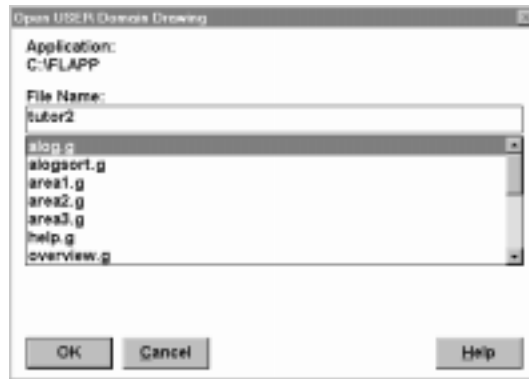 Open USER Domain Drawing
Application:
C:\FLAPP
File Name:
tutor2
alog.g
alogsort.g
area1.g
area2.g
area3.g
help.g
overview.g
OK Cancel Help